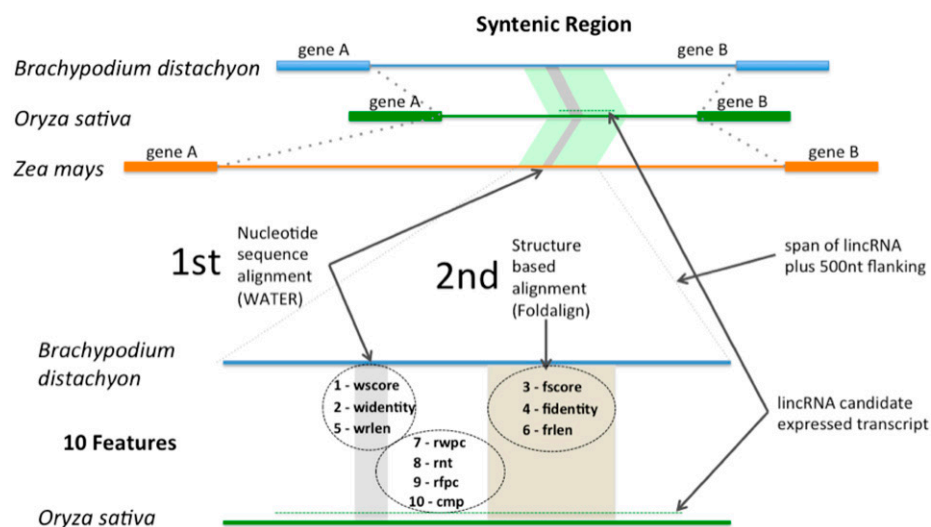 Syntenic Region
gene A
gene B
Brachypodium distachyon
gene A
gene B
Oryza sativa
gene A
gene B
Zea mays
1st
Nucleotide
sequence
alignment
(WATER)
2nd
Structure
based
alignment
(Foldalign)
span of lincRNA
plus 500nt flanking
Brachypodium
distachyon
1 - wscore
2 - widentity
5 - wrlen
3 - fscore
4 - fidentity
6 - frlen
lincRNA candidate
expressed transcript
10 Features
7 - rwpc
8 - rnt
9 - rfpc
10 - cmp
Oryza sativa